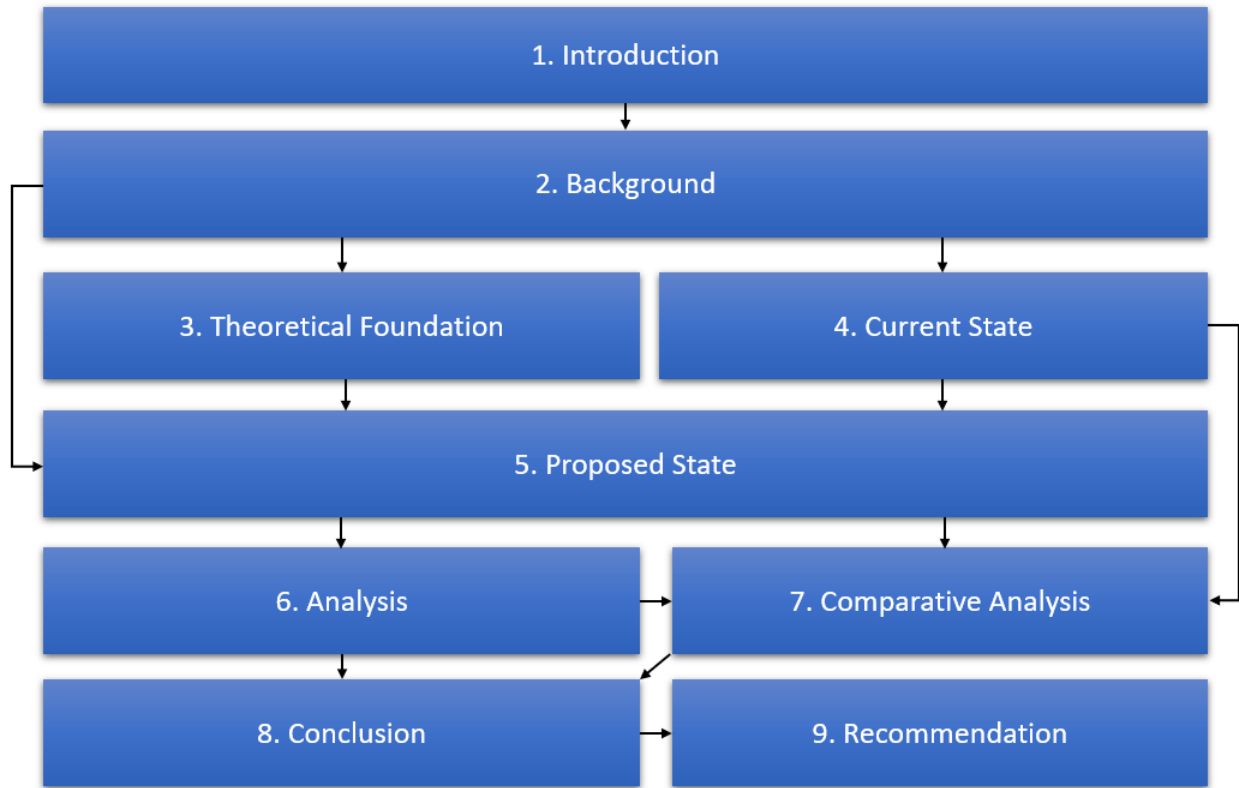 1. Introduction
2. Background
3. Theoretical Foundation
4. Current State
5. Proposed State
6. Analysis
7. Comparative Analysis
8. Conclusion
9. Recommendation